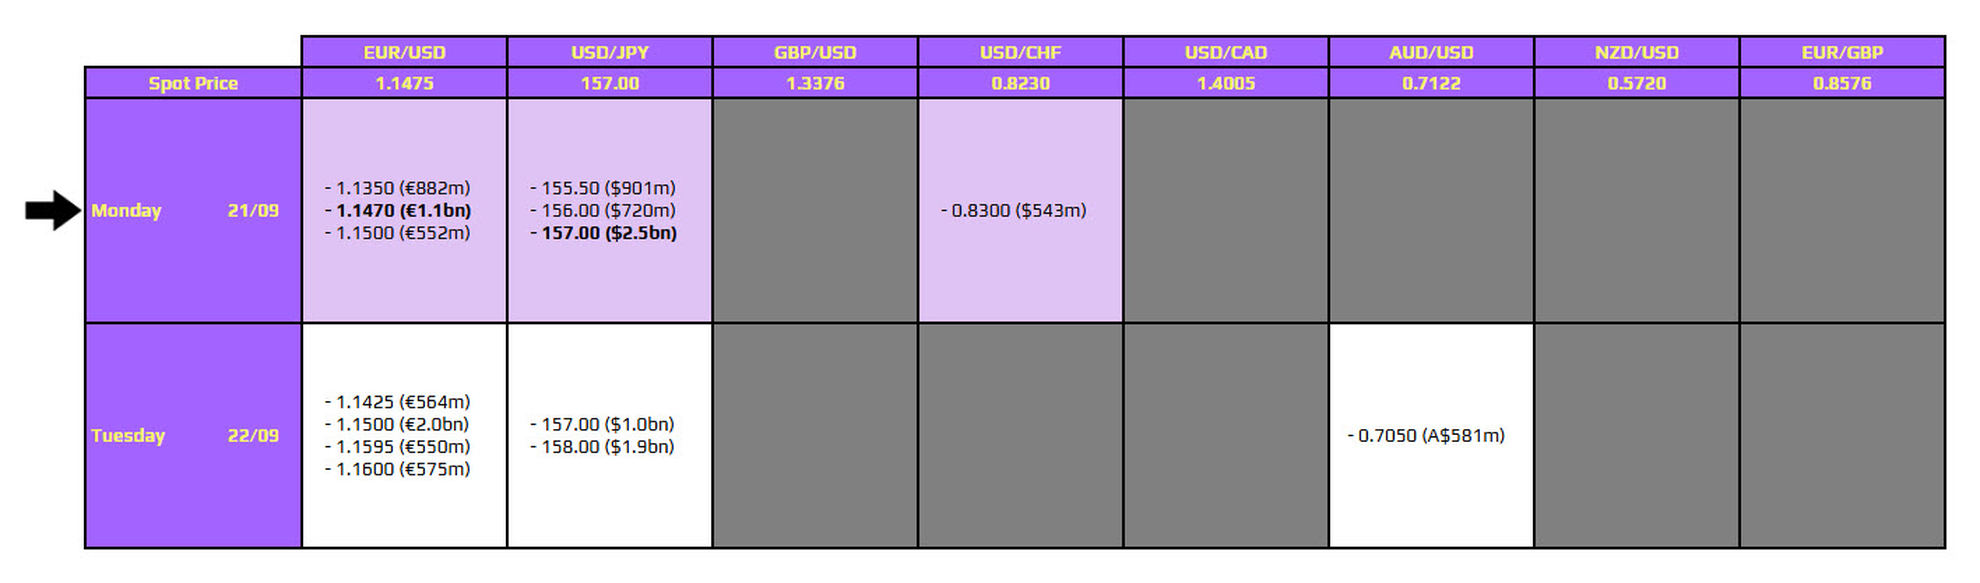 EUR/USD USD/JPY GBP/USD USD/CHF USD/CAD AUD/USD NZD/USD EUR/GBP
Spot Price 1.1475 157.00 1.3376 0.8230 1.4005 0.7122 0.5720 0.8576
Monday 21/09
- 1.1350 (€882m)
- 1.1470 (€1.1bn)
- 1.1500 (€552m)
- 155.50 ($901m)
- 156.00 ($720m)
- 157.00 ($2.5bn)
- 0.8300 ($543m)
Tuesday 22/09
- 1.1425 (€564m)
- 1.1500 (€2.0bn)
- 1.1595 (€550m)
- 1.1600 (€575m)
- 157.00 ($1.0bn)
- 158.00 ($1.9bn)
- 0.7050 (A$581m)